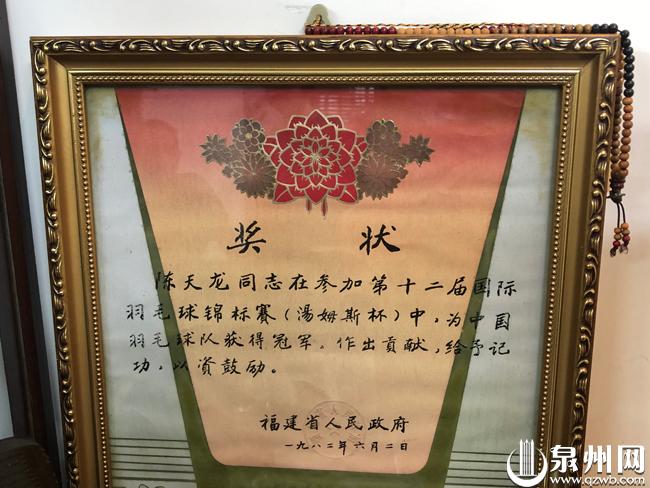 奖 状
陈天龙同志在参加第十二届国际
羽毛球锦标赛(湯姆斯杯)中,为中国
羽毛球队获得冠军。作出贡献,给予记
功,以资鼓励。
福建省人民政府
一九八二年六月二日
泉州网
www.qzwb.com